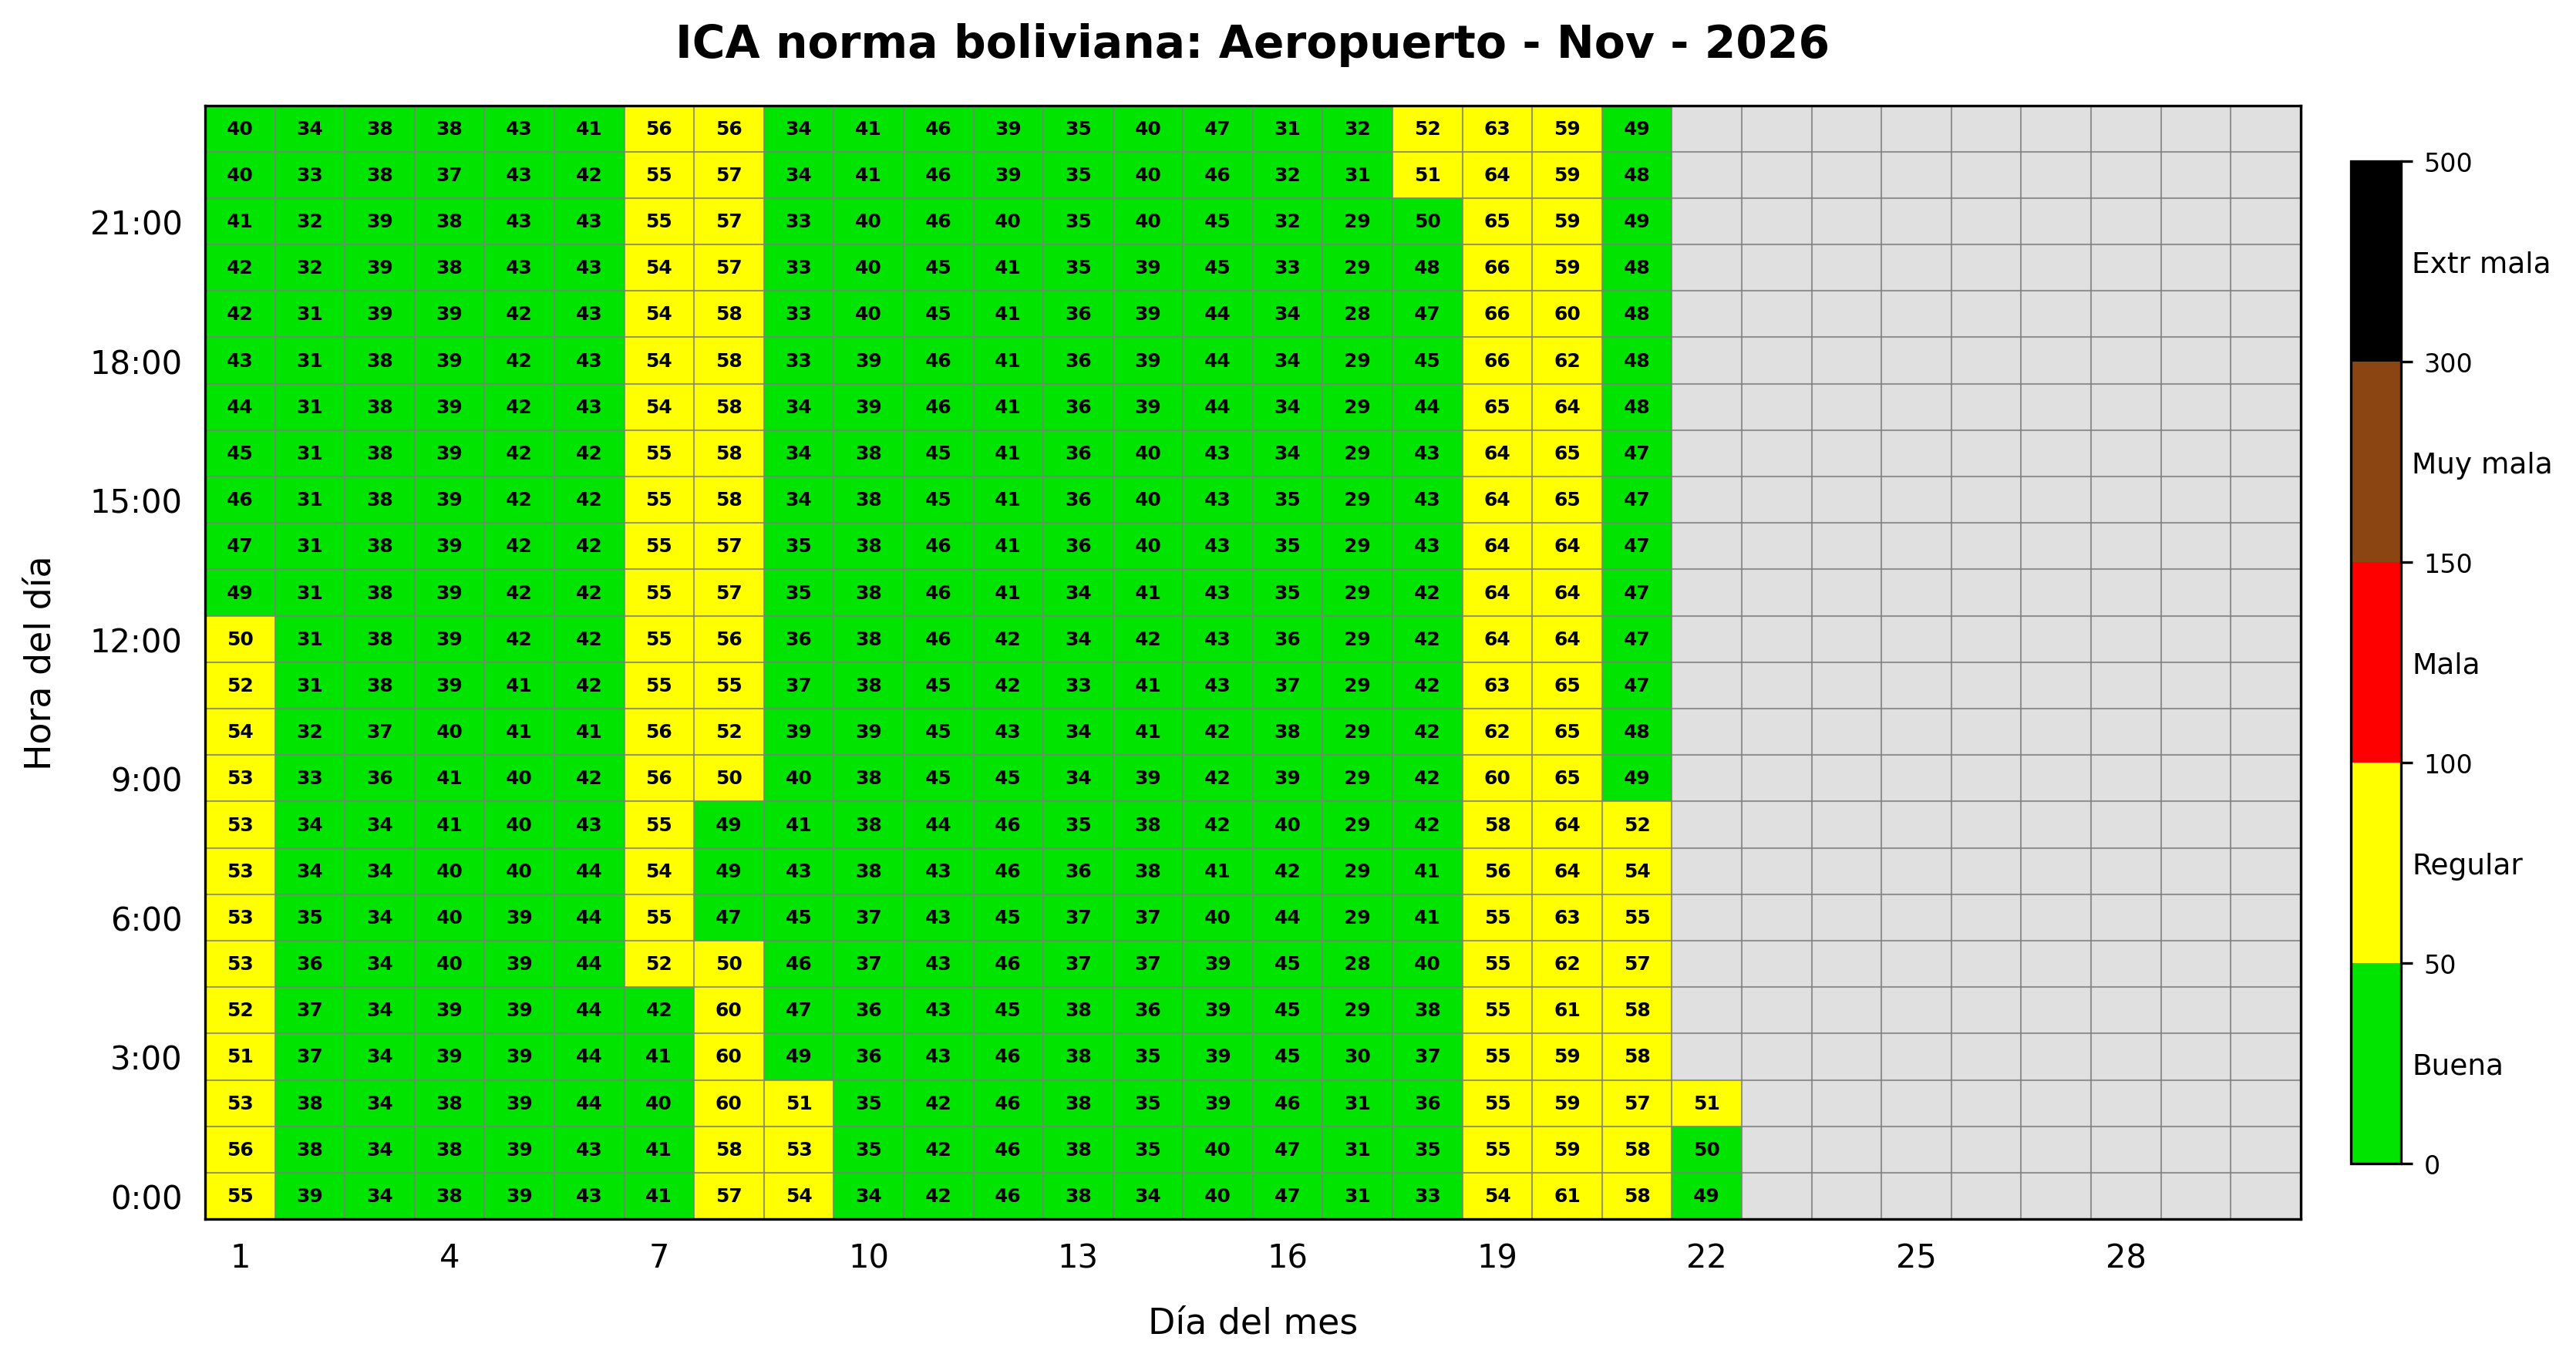 ICA norma boliviana: Aeropuerto - Nov - 2026
40 34 38 38 43 41 56 56 34 41 46 39 35 40 47 31 32 52 63 59 49
40 33 38 37 43 42 55 57 34 41 46 39 35 40 46 32 31 51 64 59 48
21:00 41 32 39 38 43 43 55 57 33 40 46 40 35 40 45 32 29 50 65 59 49
42 32 39 38 43 43 54 57 33 40 45 41 35 39 45 33 29 48 66 59 48
42 31 39 39 42 43 54 58 33 40 45 41 36 39 44 34 28 47 66 60 48
18:00 43 31 38 39 42 43 54 58 33 39 46 41 36 39 44 34 29 45 66 62 48
44 31 38 39 42 43 54 58 34 39 46 41 36 39 44 34 29 44 65 64 48
45 31 38 39 42 42 55 58 34 38 45 41 36 40 43 34 29 43 64 65 47
15:00 46 31 38 39 42 42 55 58 34 38 45 41 36 40 43 35 29 43 64 65 47
47 31 38 39 42 42 55 57 35 38 46 41 36 40 43 35 29 43 64 64 47
49 31 38 39 42 42 55 57 35 38 46 41 34 41 43 35 29 42 64 64 47
12:00 50 31 38 39 42 42 55 56 36 38 46 42 34 42 43 36 29 42 64 64 47
52 31 38 39 41 42 55 55 37 38 45 42 33 41 43 37 29 42 63 65 47
54 32 37 40 41 41 56 52 39 39 45 43 34 41 42 38 29 42 62 65 48
9:00 53 33 36 41 40 42 56 50 40 38 45 45 34 39 42 39 29 42 60 65 49
53 34 34 41 40 43 55 49 41 38 44 46 35 38 42 40 29 42 58 64 52
53 34 34 40 40 44 54 49 43 38 43 46 36 38 41 42 29 41 56 64 54
6:00 53 35 34 40 39 44 55 47 45 37 43 45 37 37 40 44 29 41 55 63 55
53 36 34 40 39 44 52 50 46 37 43 46 37 37 39 45 28 40 55 62 57
52 37 34 39 39 44 42 60 47 36 43 45 38 36 39 45 29 38 55 61 58
3:00 51 37 34 39 39 44 41 60 49 36 43 46 38 35 39 45 30 37 55 59 58
53 38 34 38 39 44 40 60 51 35 42 46 38 35 39 46 31 36 55 59 57 51
56 38 34 38 39 43 41 58 53 35 42 46 38 35 40 47 31 35 55 59 58 50
0:00 55 39 34 38 39 43 41 57 54 34 42 46 38 34 40 47 31 33 54 61 58 49
1 4 7 10 13 16 19 22 25 28
Día del mes
Hora del día
500
Extr mala
300
Muy mala
150
Mala
100
Regular
50
Buena
0